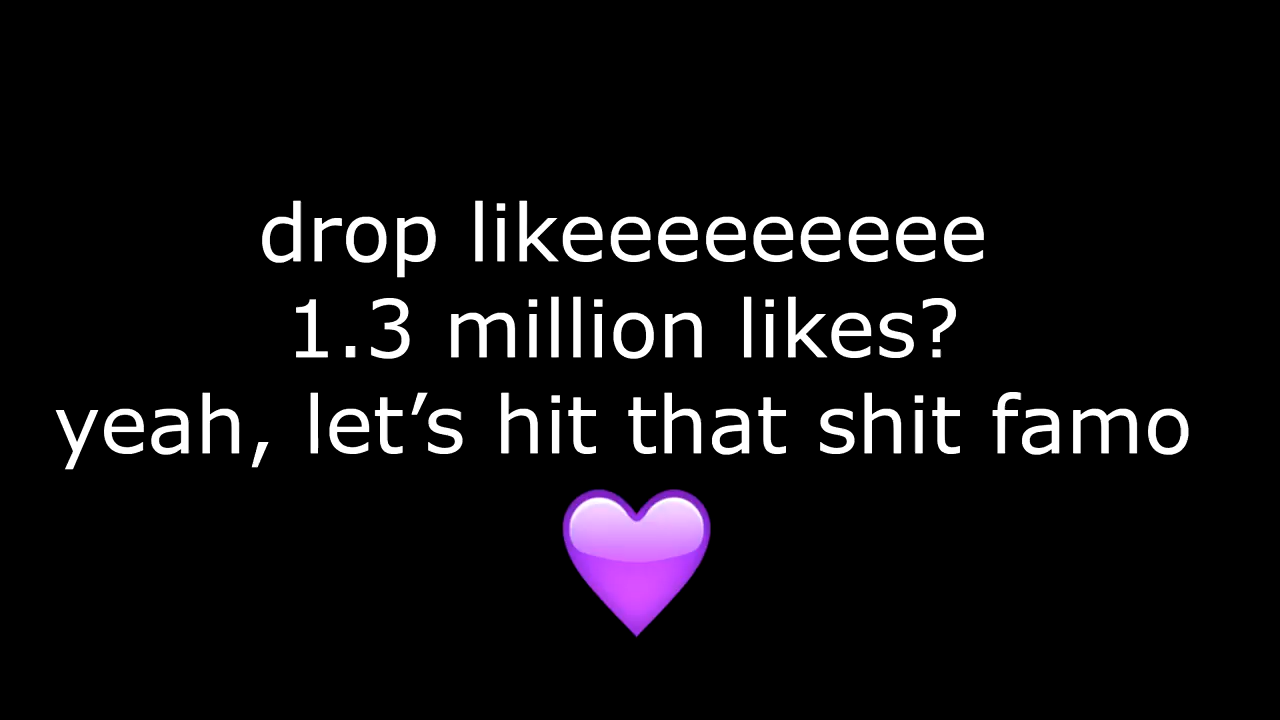 drop likeeeeeeeee
1.3 million likes?
yeah, let’s hit that shit famo